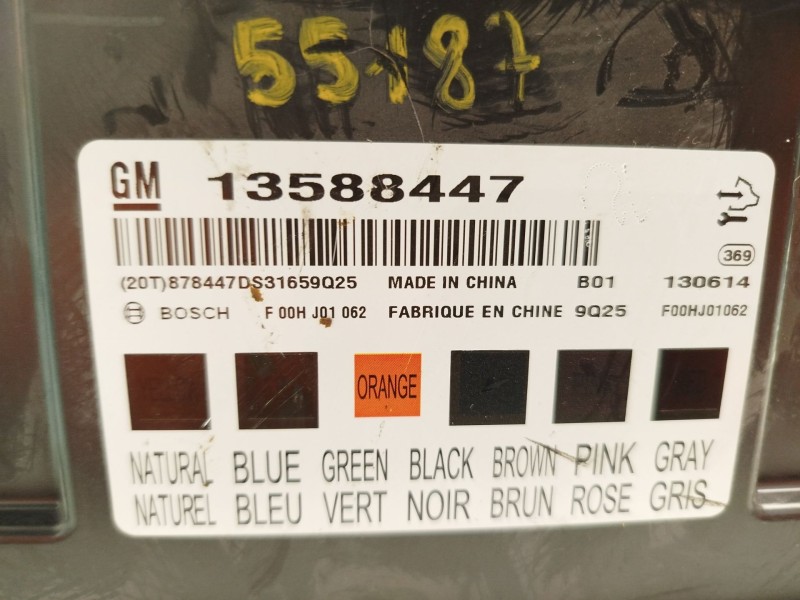 55187
GM 13588447
369
(20T)878447DS31659Q25 MADE IN CHINA B01 130614
BOSCH F 00H J01 062 FABRIQUE EN CHINE 9Q25 F00HJ01062
ORANGE
NATURAL BLUE GREEN BLACK BROWN PINK GRAY
NATUREL BLEU VERT NOIR BRUN ROSE GRIS